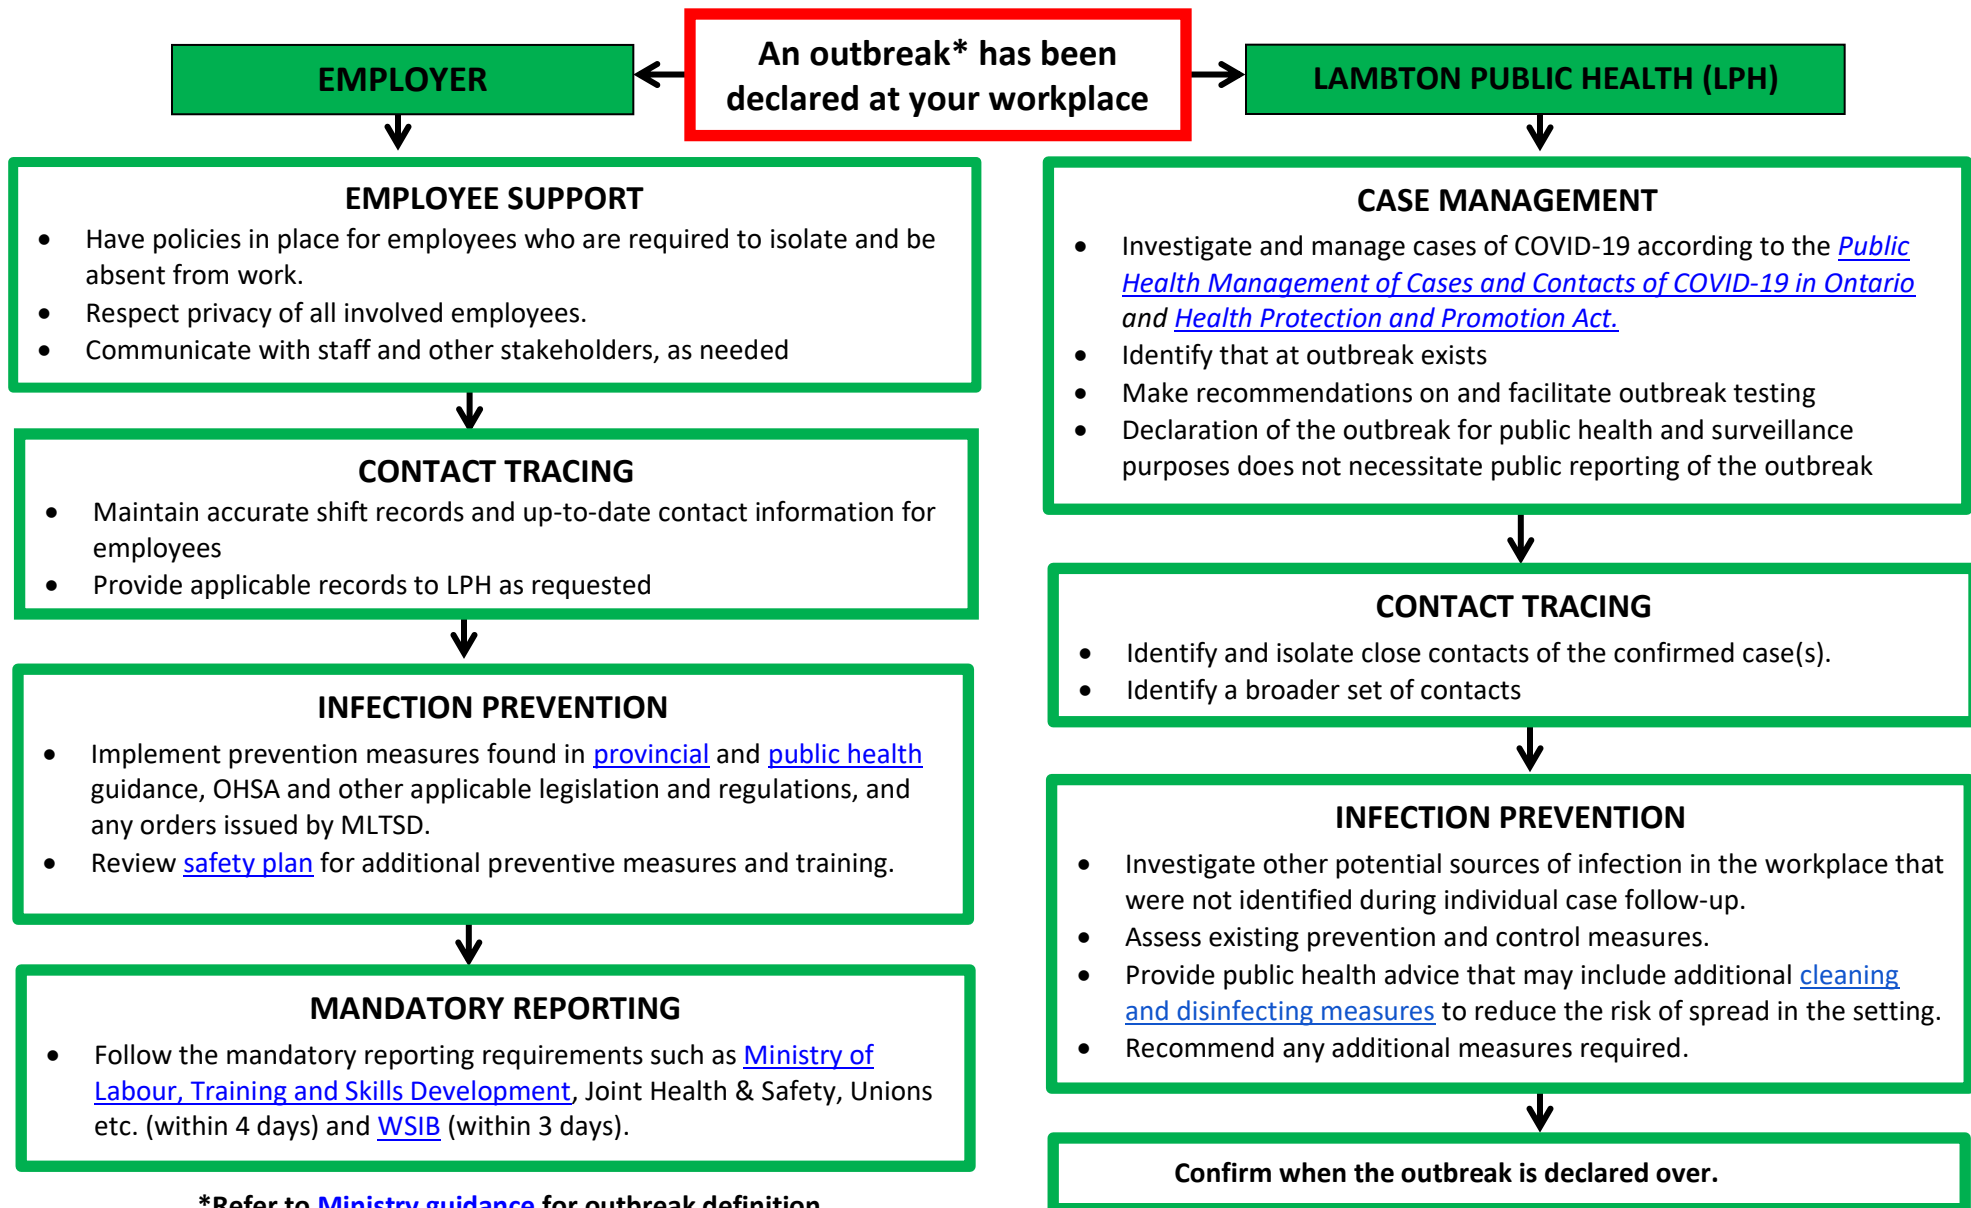 An outbreak* has been
declared at your workplace
EMPLOYER
EMPLOYEE SUPPORT
• Have policies in place for employees who are required to isolate and be
absent from work.
• Respect privacy of all involved employees.
• Communicate with staff and other stakeholders, as needed
CONTACT TRACING
• Maintain accurate shift records and up-to-date contact information for
employees
• Provide applicable records to LPH as requested
INFECTION PREVENTION
• Implement prevention measures found in provincial and public health
guidance, OHSA and other applicable legislation and regulations, and
any orders issued by MLTSD.
• Review safety plan for additional preventive measures and training.
MANDATORY REPORTING
• Follow the mandatory reporting requirements such as Ministry of
Labour, Training and Skills Development, Joint Health & Safety, Unions
etc. (within 4 days) and WSIB (within 3 days).
*Refer to Ministry guidance for outbreak definition
LAMBTON PUBLIC HEALTH (LPH)
CASE MANAGEMENT
• Investigate and manage cases of COVID-19 according to the Public
Health Management of Cases and Contacts of COVID-19 in Ontario
and Health Protection and Promotion Act.
• Identify that at outbreak exists
• Make recommendations on and facilitate outbreak testing
• Declaration of the outbreak for public health and surveillance
purposes does not necessitate public reporting of the outbreak
CONTACT TRACING
• Identify and isolate close contacts of the confirmed case(s).
• Identify a broader set of contacts
INFECTION PREVENTION
• Investigate other potential sources of infection in the workplace that
were not identified during individual case follow-up.
• Assess existing prevention and control measures.
• Provide public health advice that may include additional cleaning
and disinfecting measures to reduce the risk of spread in the setting.
• Recommend any additional measures required.
Confirm when the outbreak is declared over.